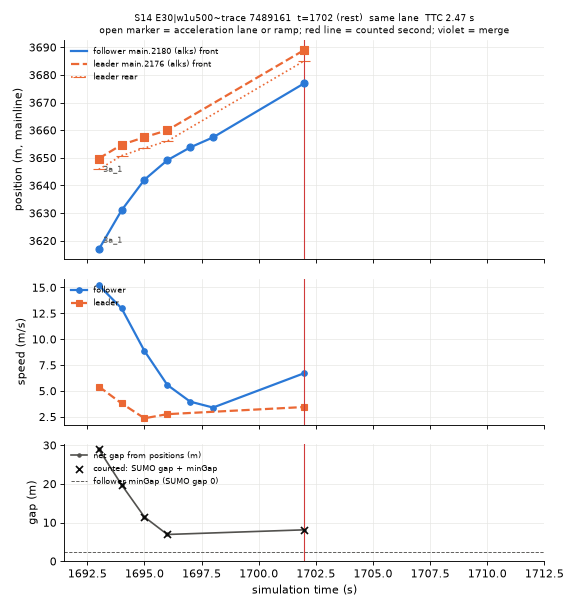 S14 E30|w1u500~trace 7489161  t=1702 (rest)  same lane  TTC 2.47 s
open marker = acceleration lane or ramp; red line = counted second; violet = merge
follower main.2180 (alks) front
leader main.2176 (alks) front
leader rear
3690
3680
3670
3660
3650
3640
3630
3620
position (m, mainline)
3a_1
3a_1
follower
leader
15.0
12.5
10.0
7.5
5.0
2.5
speed (m/s)
net gap from positions (m)
counted: SUMO gap + minGap
follower minGap (SUMO gap 0)
30
20
10
0
gap (m)
1692.5 1695.0 1697.5 1700.0 1702.5 1705.0 1707.5 1710.0 1712.5
simulation time (s)